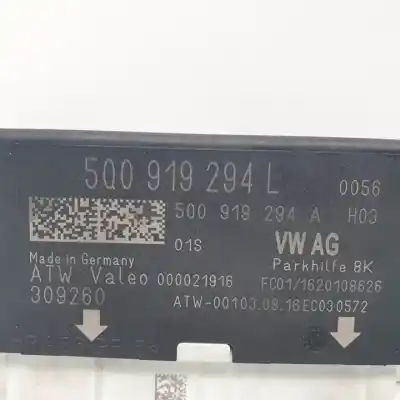 5Q0 919 294 L 0056
5Q0 919 294 A H03
01S VW AG
Made in Germany Parkhilfe 8K
ATW Valeo 000021916 FC01/1620108626
309260 ATW-00103.09.16EC030572